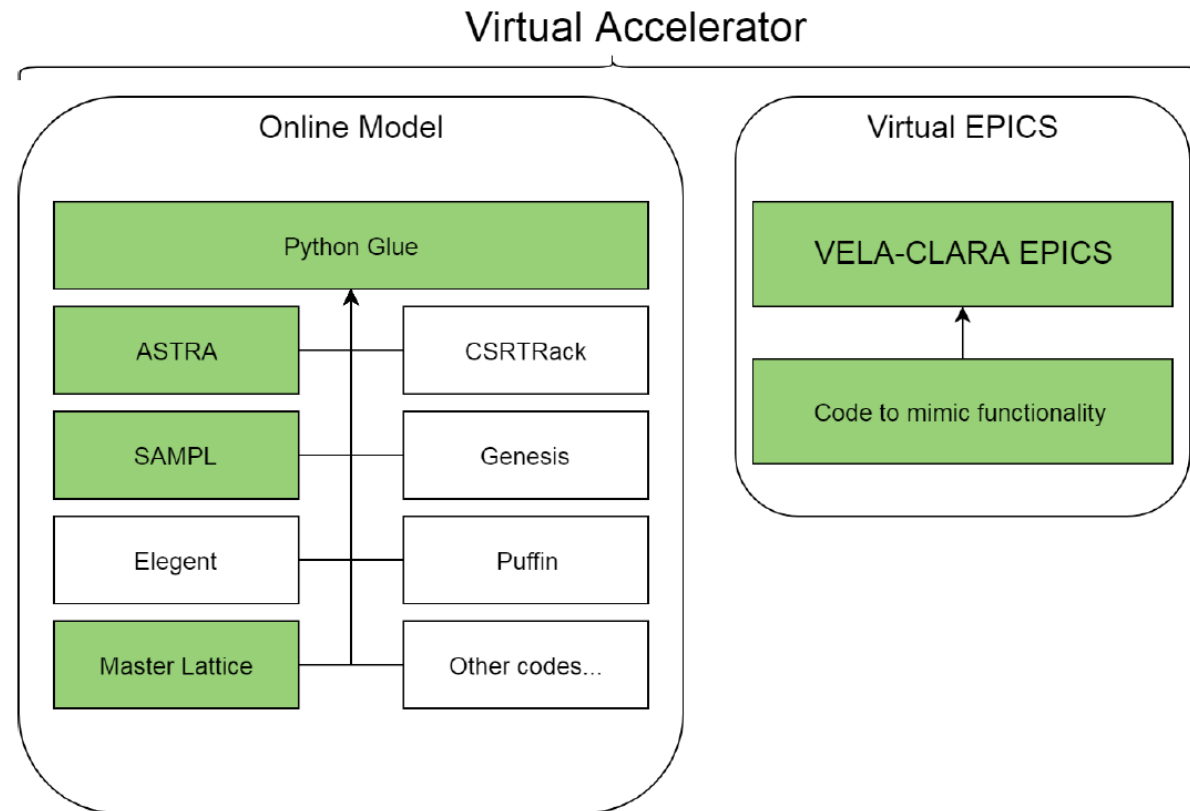 Virtual Accelerator
Online Model
Python Glue
ASTRA
CSRTRack
SAMPL
Genesis
Elegent
Puffin
Master Lattice
Other codes...
Virtual EPICS
VELA-CLARA EPICS
Code to mimic functionality